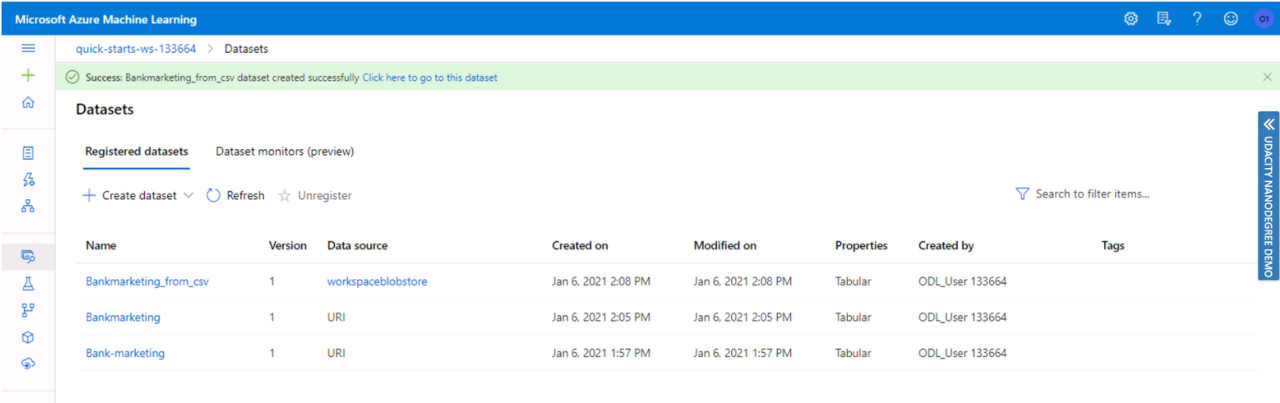 Microsoft Azure Machine Learning
O1
quick-starts-ws-133664 > Datasets
Success: Bankmarketing_from_csv dataset created successfully Click here to go to this dataset
Datasets
Registered datasets Dataset monitors (preview)
Create dataset Refresh Unregister Search to filter items...
Name Version Data source Created on Modified on Properties Created by Tags
Bankmarketing_from_csv 1 workspaceblobstore Jan 6, 2021 2:08 PM Jan 6, 2021 2:08 PM Tabular ODL_User 133664
Bankmarketing 1 URI Jan 6, 2021 2:05 PM Jan 6, 2021 2:05 PM Tabular ODL_User 133664
Bank-marketing 1 URI Jan 6, 2021 1:57 PM Jan 6, 2021 1:57 PM Tabular ODL_User 133664
UDACITY NANODEGREE DEMO